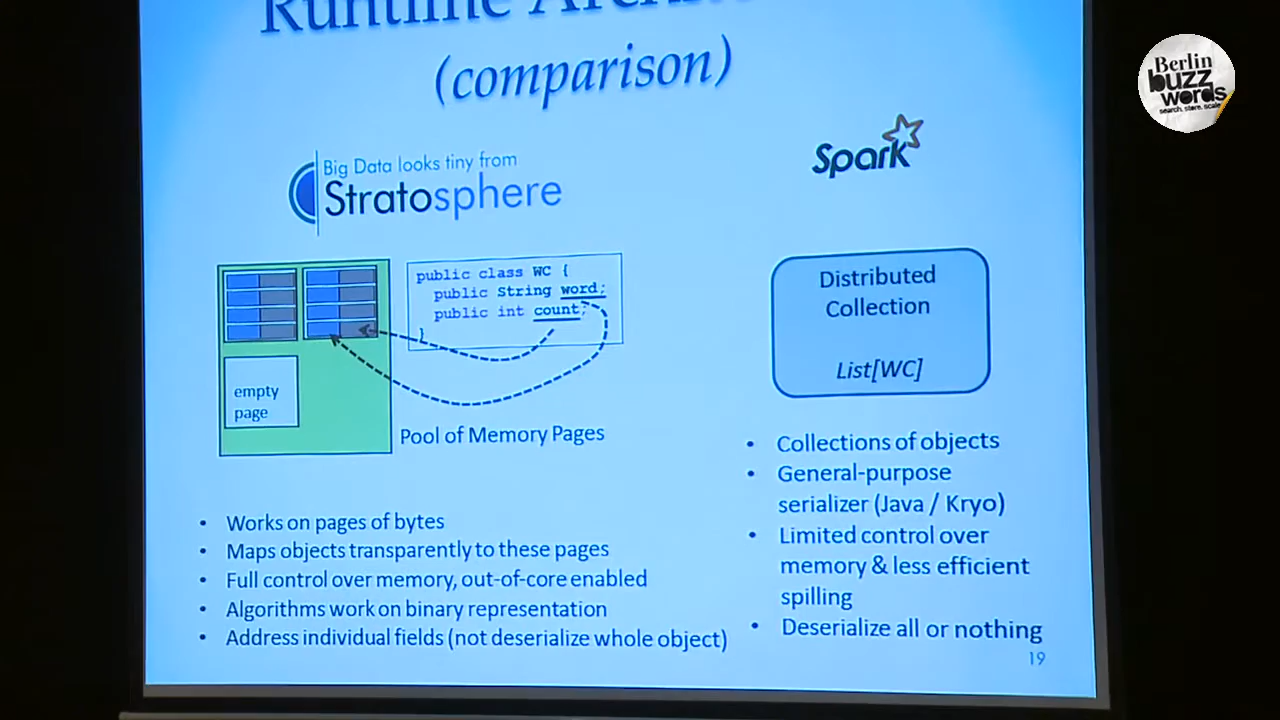 Runtime
(comparison)
Berlin
buzz
words
search. store. scale
Big Data looks tiny from
Stratosphere
Spark
public class WC {
public String word;
public int count;
}
empty
page
Pool of Memory Pages
Distributed
Collection
List[WC]
• Works on pages of bytes
• Maps objects transparently to these pages
• Full control over memory, out-of-core enabled
• Algorithms work on binary representation
• Address individual fields (not deserialize whole object)
• Collections of objects
• General-purpose
serializer (Java / Kryo)
• Limited control over
memory & less efficient
spilling
• Deserialize all or nothing
19